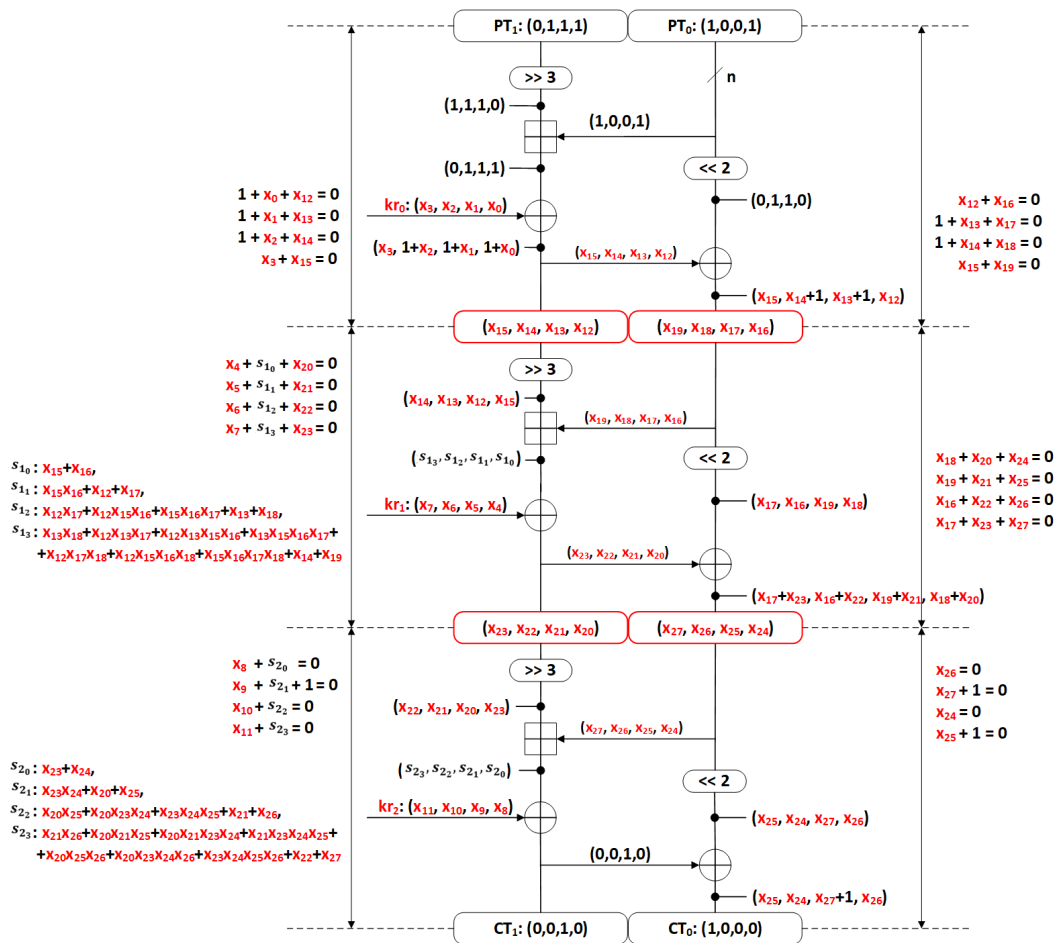 PT₁: (0,1,1,1) PT₀: (1,0,0,1)
>> 3
n
(1,1,1,0)
(1,0,0,1)
(0,1,1,1)
<< 2
(0,1,1,0)
1 + x₀ + x₁₂ = 0
1 + x₁ + x₁₃ = 0
1 + x₂ + x₁₄ = 0
x₃ + x₁₅ = 0
kr₀: (x₃, x₂, x₁, x₀)
(x₃, 1+x₂, 1+x₁, 1+x₀)
(x₁₅, x₁₄, x₁₃, x₁₂)
x₁₂ + x₁₆ = 0
1 + x₁₃ + x₁₇ = 0
1 + x₁₄ + x₁₈ = 0
x₁₅ + x₁₉ = 0
(x₁₅, x₁₄+1, x₁₃+1, x₁₂)
(x₁₅, x₁₄, x₁₃, x₁₂) (x₁₉, x₁₈, x₁₇, x₁₆)
x₄ + s₁₀ + x₂₀ = 0
x₅ + s₁₁ + x₂₁ = 0
x₆ + s₁₂ + x₂₂ = 0
x₇ + s₁₃ + x₂₃ = 0
>> 3
(x₁₄, x₁₃, x₁₂, x₁₅)
(x₁₉, x₁₈, x₁₇, x₁₆)
(s₁₃, s₁₂, s₁₁, s₁₀)
<< 2
s₁₀: x₁₅+x₁₆,
s₁₁: x₁₅x₁₆+x₁₂+x₁₇,
s₁₂: x₁₂x₁₇+x₁₂x₁₅x₁₆+x₁₅x₁₆x₁₇+x₁₃+x₁₈,
s₁₃: x₁₃x₁₈+x₁₂x₁₃x₁₇+x₁₂x₁₃x₁₅x₁₆+x₁₃x₁₅x₁₆x₁₇+
+x₁₂x₁₇x₁₈+x₁₂x₁₅x₁₆x₁₈+x₁₅x₁₆x₁₇x₁₈+x₁₄+x₁₉
kr₁: (x₇, x₆, x₅, x₄)
(x₁₇, x₁₆, x₁₉, x₁₈)
x₁₈ + x₂₀ + x₂₄ = 0
x₁₉ + x₂₁ + x₂₅ = 0
x₁₆ + x₂₂ + x₂₆ = 0
x₁₇ + x₂₃ + x₂₇ = 0
(x₂₃, x₂₂, x₂₁, x₂₀)
(x₁₇+x₂₃, x₁₆+x₂₂, x₁₉+x₂₁, x₁₈+x₂₀)
(x₂₃, x₂₂, x₂₁, x₂₀) (x₂₇, x₂₆, x₂₅, x₂₄)
x₈ + s₂₀ = 0
x₉ + s₂₁ + 1 = 0
x₁₀ + s₂₂ = 0
x₁₁ + s₂₃ = 0
>> 3
(x₂₂, x₂₁, x₂₀, x₂₃)
(x₂₇, x₂₆, x₂₅, x₂₄)
x₂₆ = 0
x₂₇ + 1 = 0
x₂₄ = 0
x₂₅ + 1 = 0
(s₂₃, s₂₂, s₂₁, s₂₀)
<< 2
s₂₀: x₂₃+x₂₄,
s₂₁: x₂₃x₂₄+x₂₀+x₂₅,
s₂₂: x₂₀x₂₅+x₂₀x₂₃x₂₄+x₂₃x₂₄x₂₅+x₂₁+x₂₆,
s₂₃: x₂₁x₂₆+x₂₀x₂₁x₂₅+x₂₀x₂₁x₂₃x₂₄+x₂₁x₂₃x₂₄x₂₅+
+x₂₀x₂₅x₂₆+x₂₀x₂₃x₂₄x₂₆+x₂₃x₂₄x₂₅x₂₆+x₂₂+x₂₇
kr₂: (x₁₁, x₁₀, x₉, x₈)
(x₂₅, x₂₄, x₂₇, x₂₆)
(0,0,1,0)
(x₂₅, x₂₄, x₂₇+1, x₂₆)
CT₁: (0,0,1,0) CT₀: (1,0,0,0)